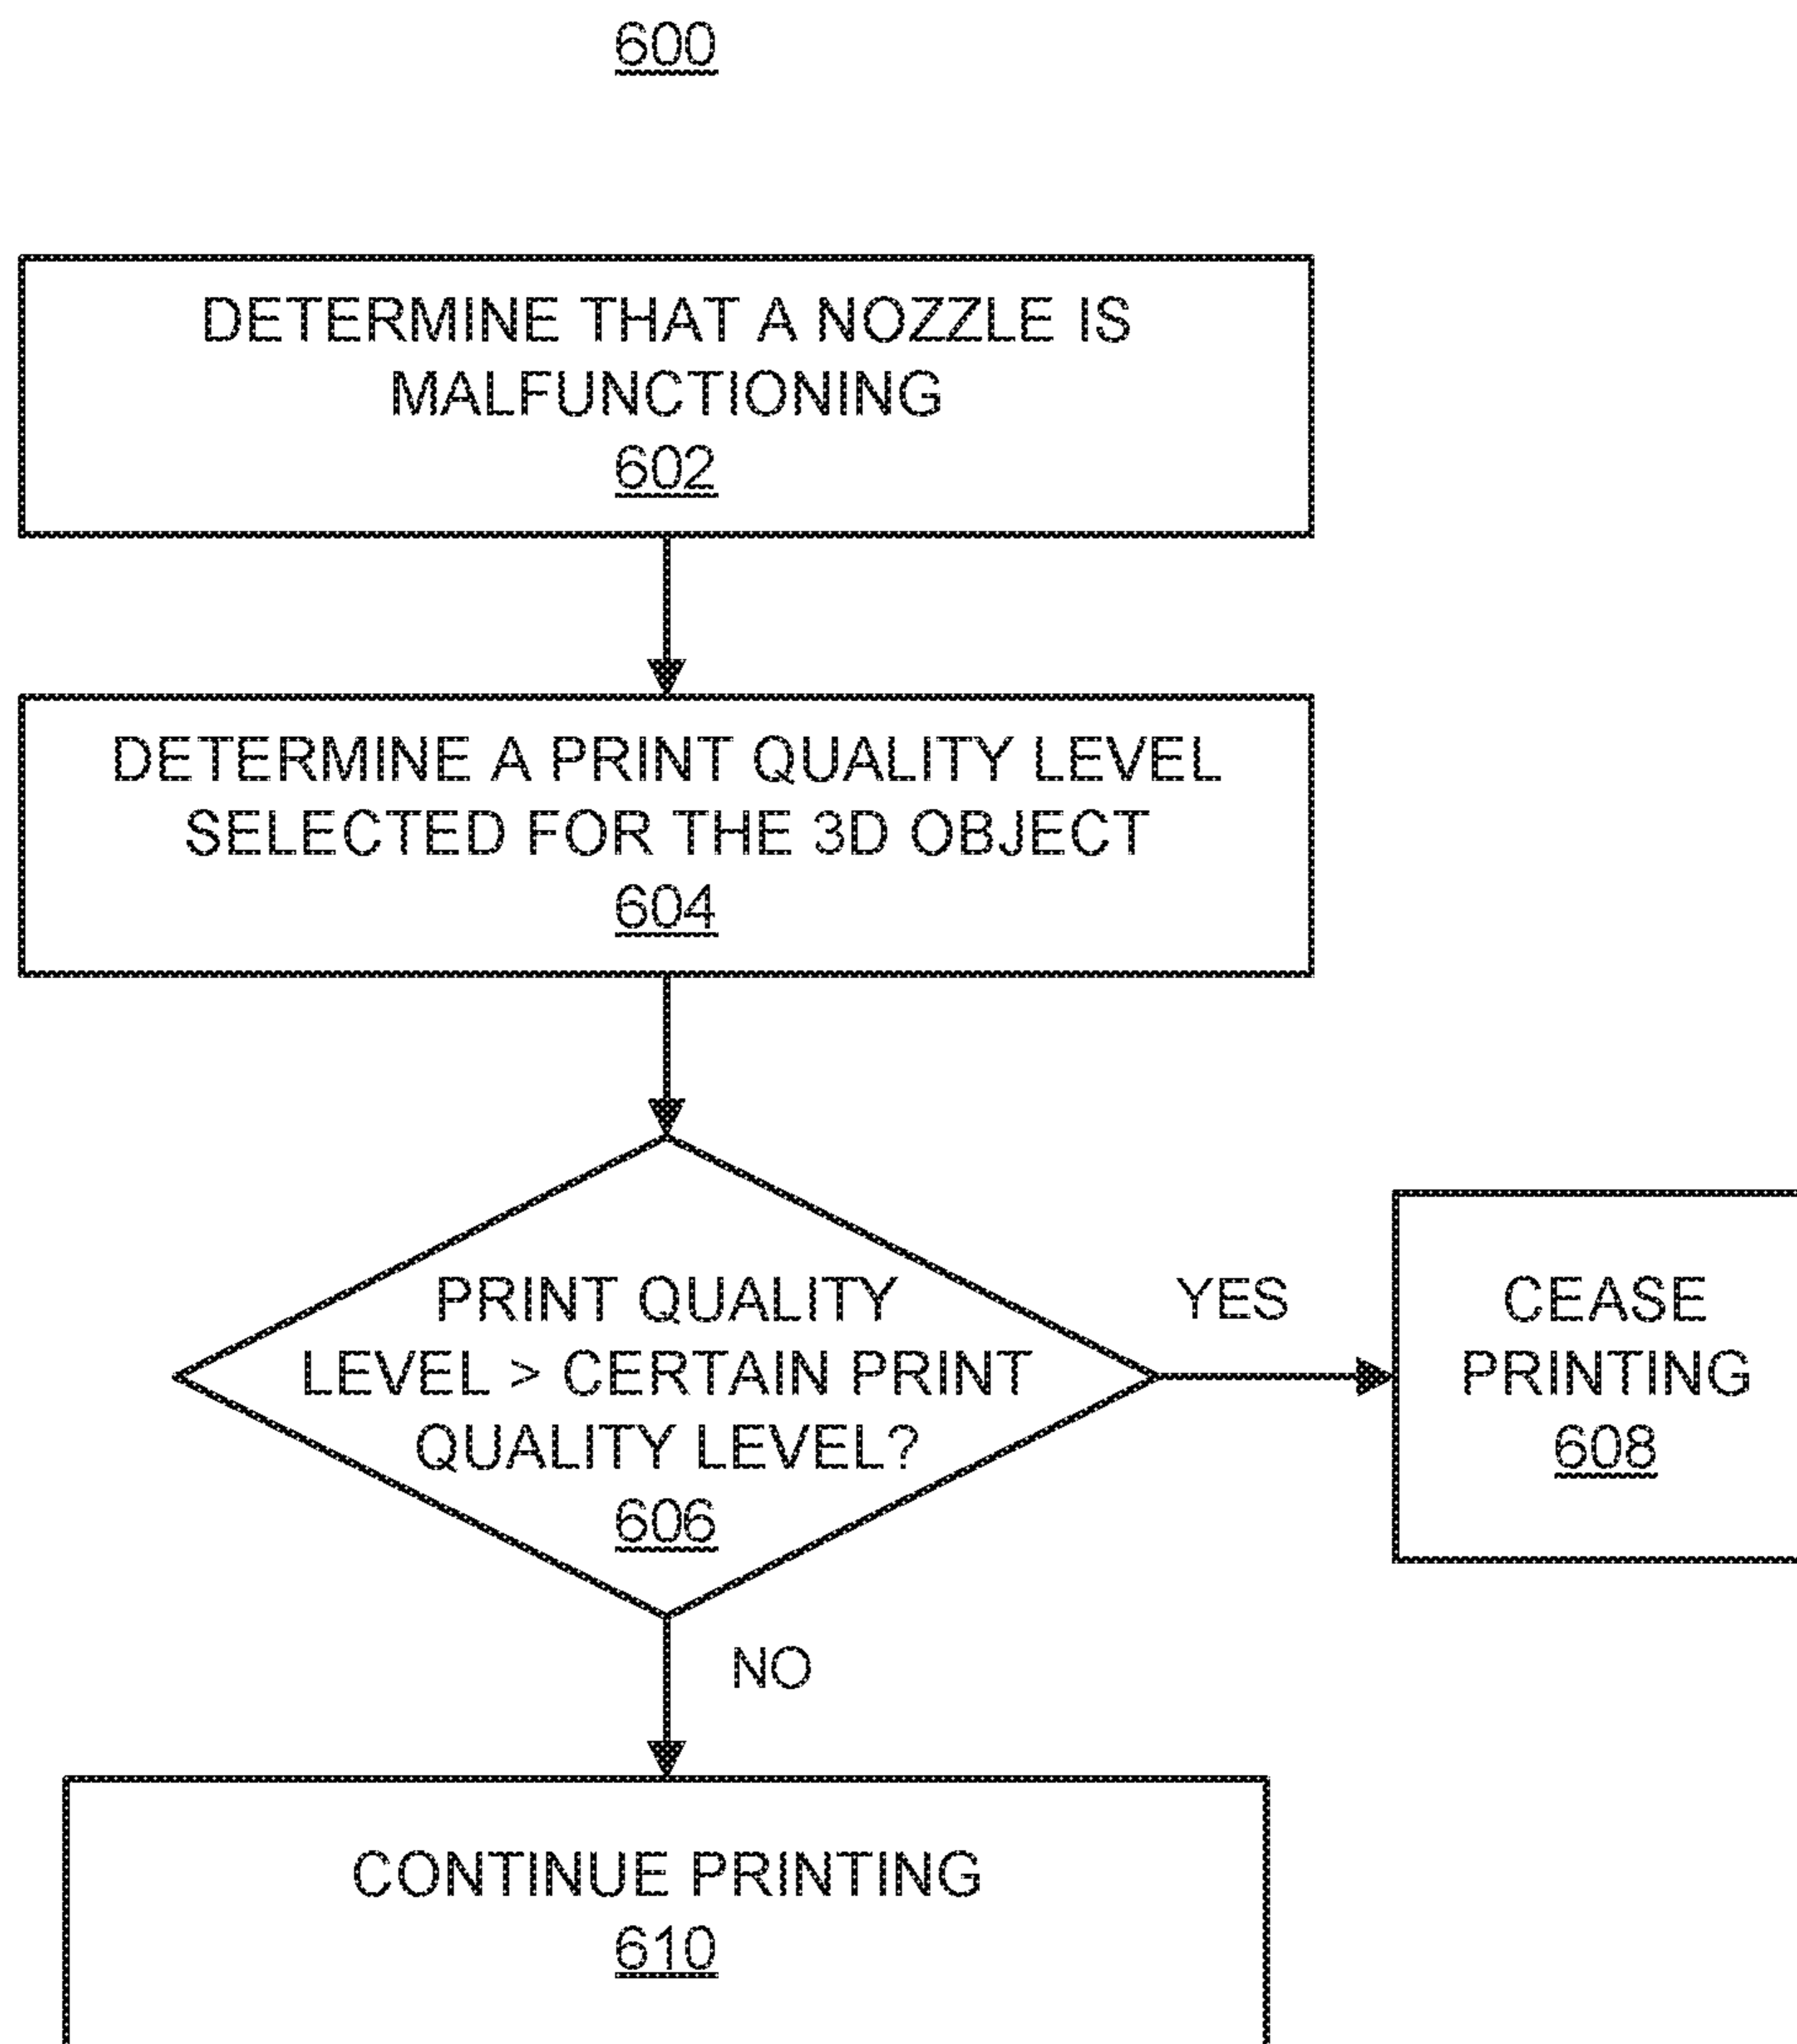 600
DETERMINE THAT A NOZZLE IS
MALFUNCTIONING
602
DETERMINE A PRINT QUALITY LEVEL
SELECTED FOR THE 3D OBJECT
604
PRINT QUALITY
LEVEL > CERTAIN PRINT
QUALITY LEVEL?
606
YES
CEASE
PRINTING
608
NO
CONTINUE PRINTING
610